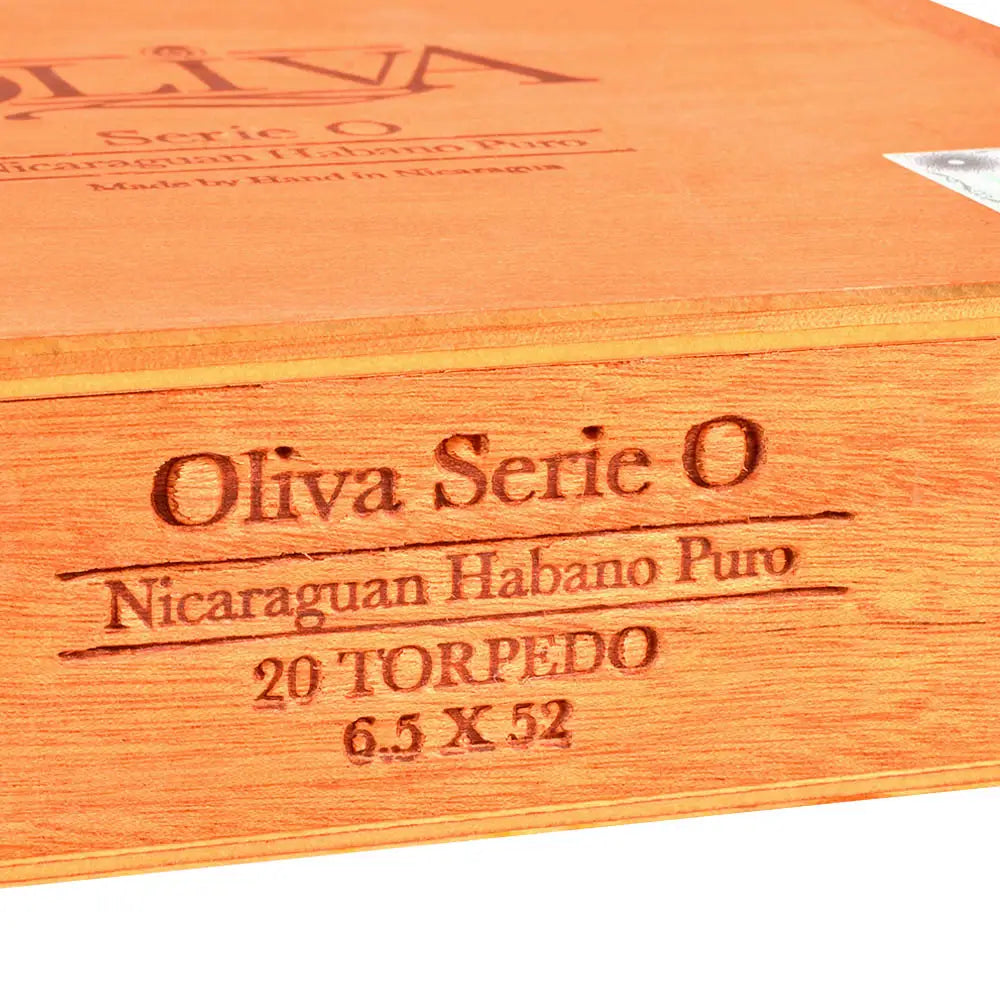 OLIVA
Serie O
Nicaraguan Habano Puro
Made by Hand in Nicaragua
Oliva Serie O
Nicaraguan Habano Puro
20 TORPEDO
6.5 X 52